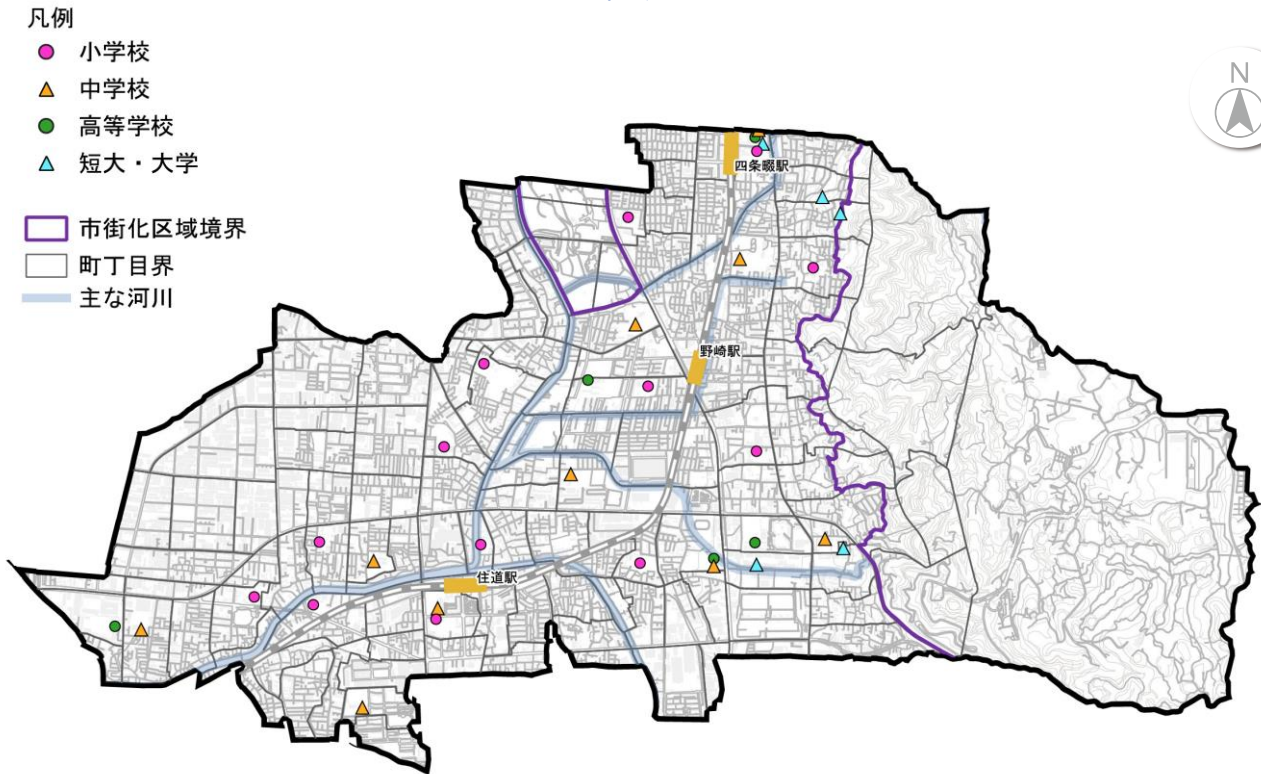 凡例
小学校
中学校
高等学校
短大・大学
市街化区域境界
町丁目界
主な河川
N
四条畷駅
野崎駅
住道駅